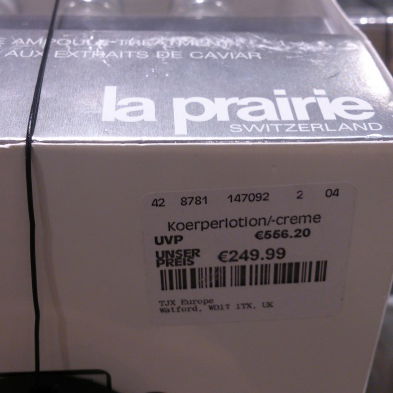 AMPOULE TREATMENT
AUX EXTRAITS DE CAVIAR
la prairie
SWITZERLAND
42 8781 147092 2 04
Koerperlotion/-creme
UVP €556.20
UNSER PREIS €249.99
TJX Europe
Watford, WD17 1TX, UK